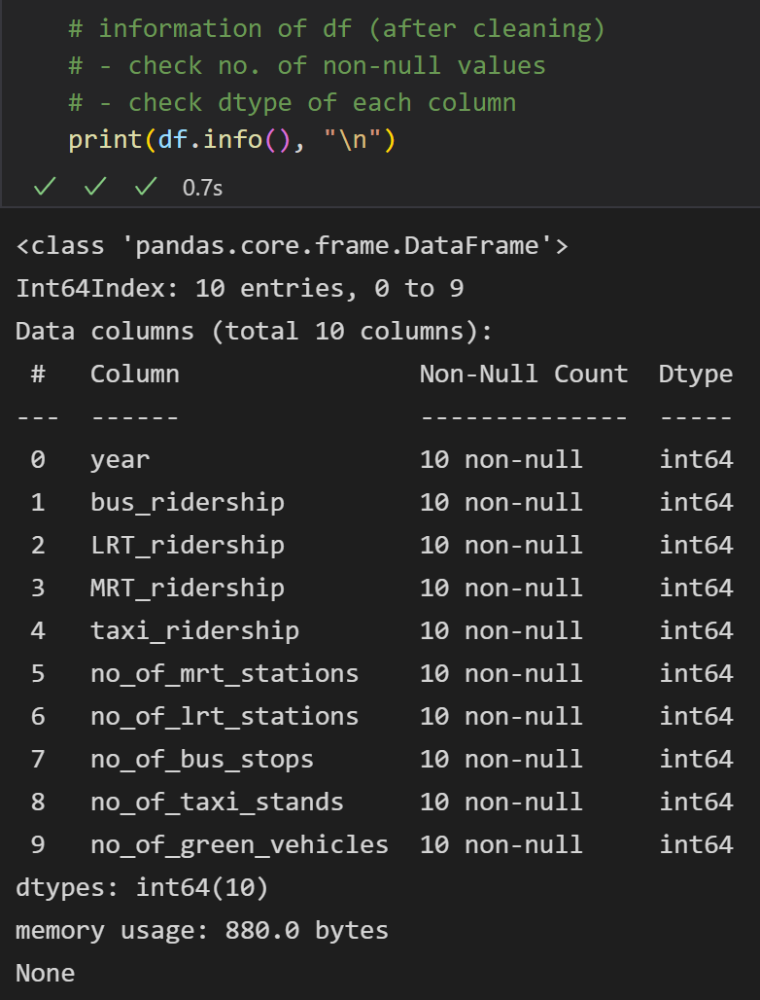 # information of df (after cleaning)
# - check no. of non-null values
# - check dtype of each column
print(df.info(), "\n")
✓ ✓ ✓ 0.7s
<class 'pandas.core.frame.DataFrame'>
Int64Index: 10 entries, 0 to 9
Data columns (total 10 columns):
 #   Column                Non-Null Count  Dtype
---  ------                --------------  -----
 0   year                  10 non-null     int64
 1   bus_ridership         10 non-null     int64
 2   LRT_ridership         10 non-null     int64
 3   MRT_ridership         10 non-null     int64
 4   taxi_ridership        10 non-null     int64
 5   no_of_mrt_stations    10 non-null     int64
 6   no_of_lrt_stations    10 non-null     int64
 7   no_of_bus_stops       10 non-null     int64
 8   no_of_taxi_stands     10 non-null     int64
 9   no_of_green_vehicles  10 non-null     int64
dtypes: int64(10)
memory usage: 880.0 bytes
None